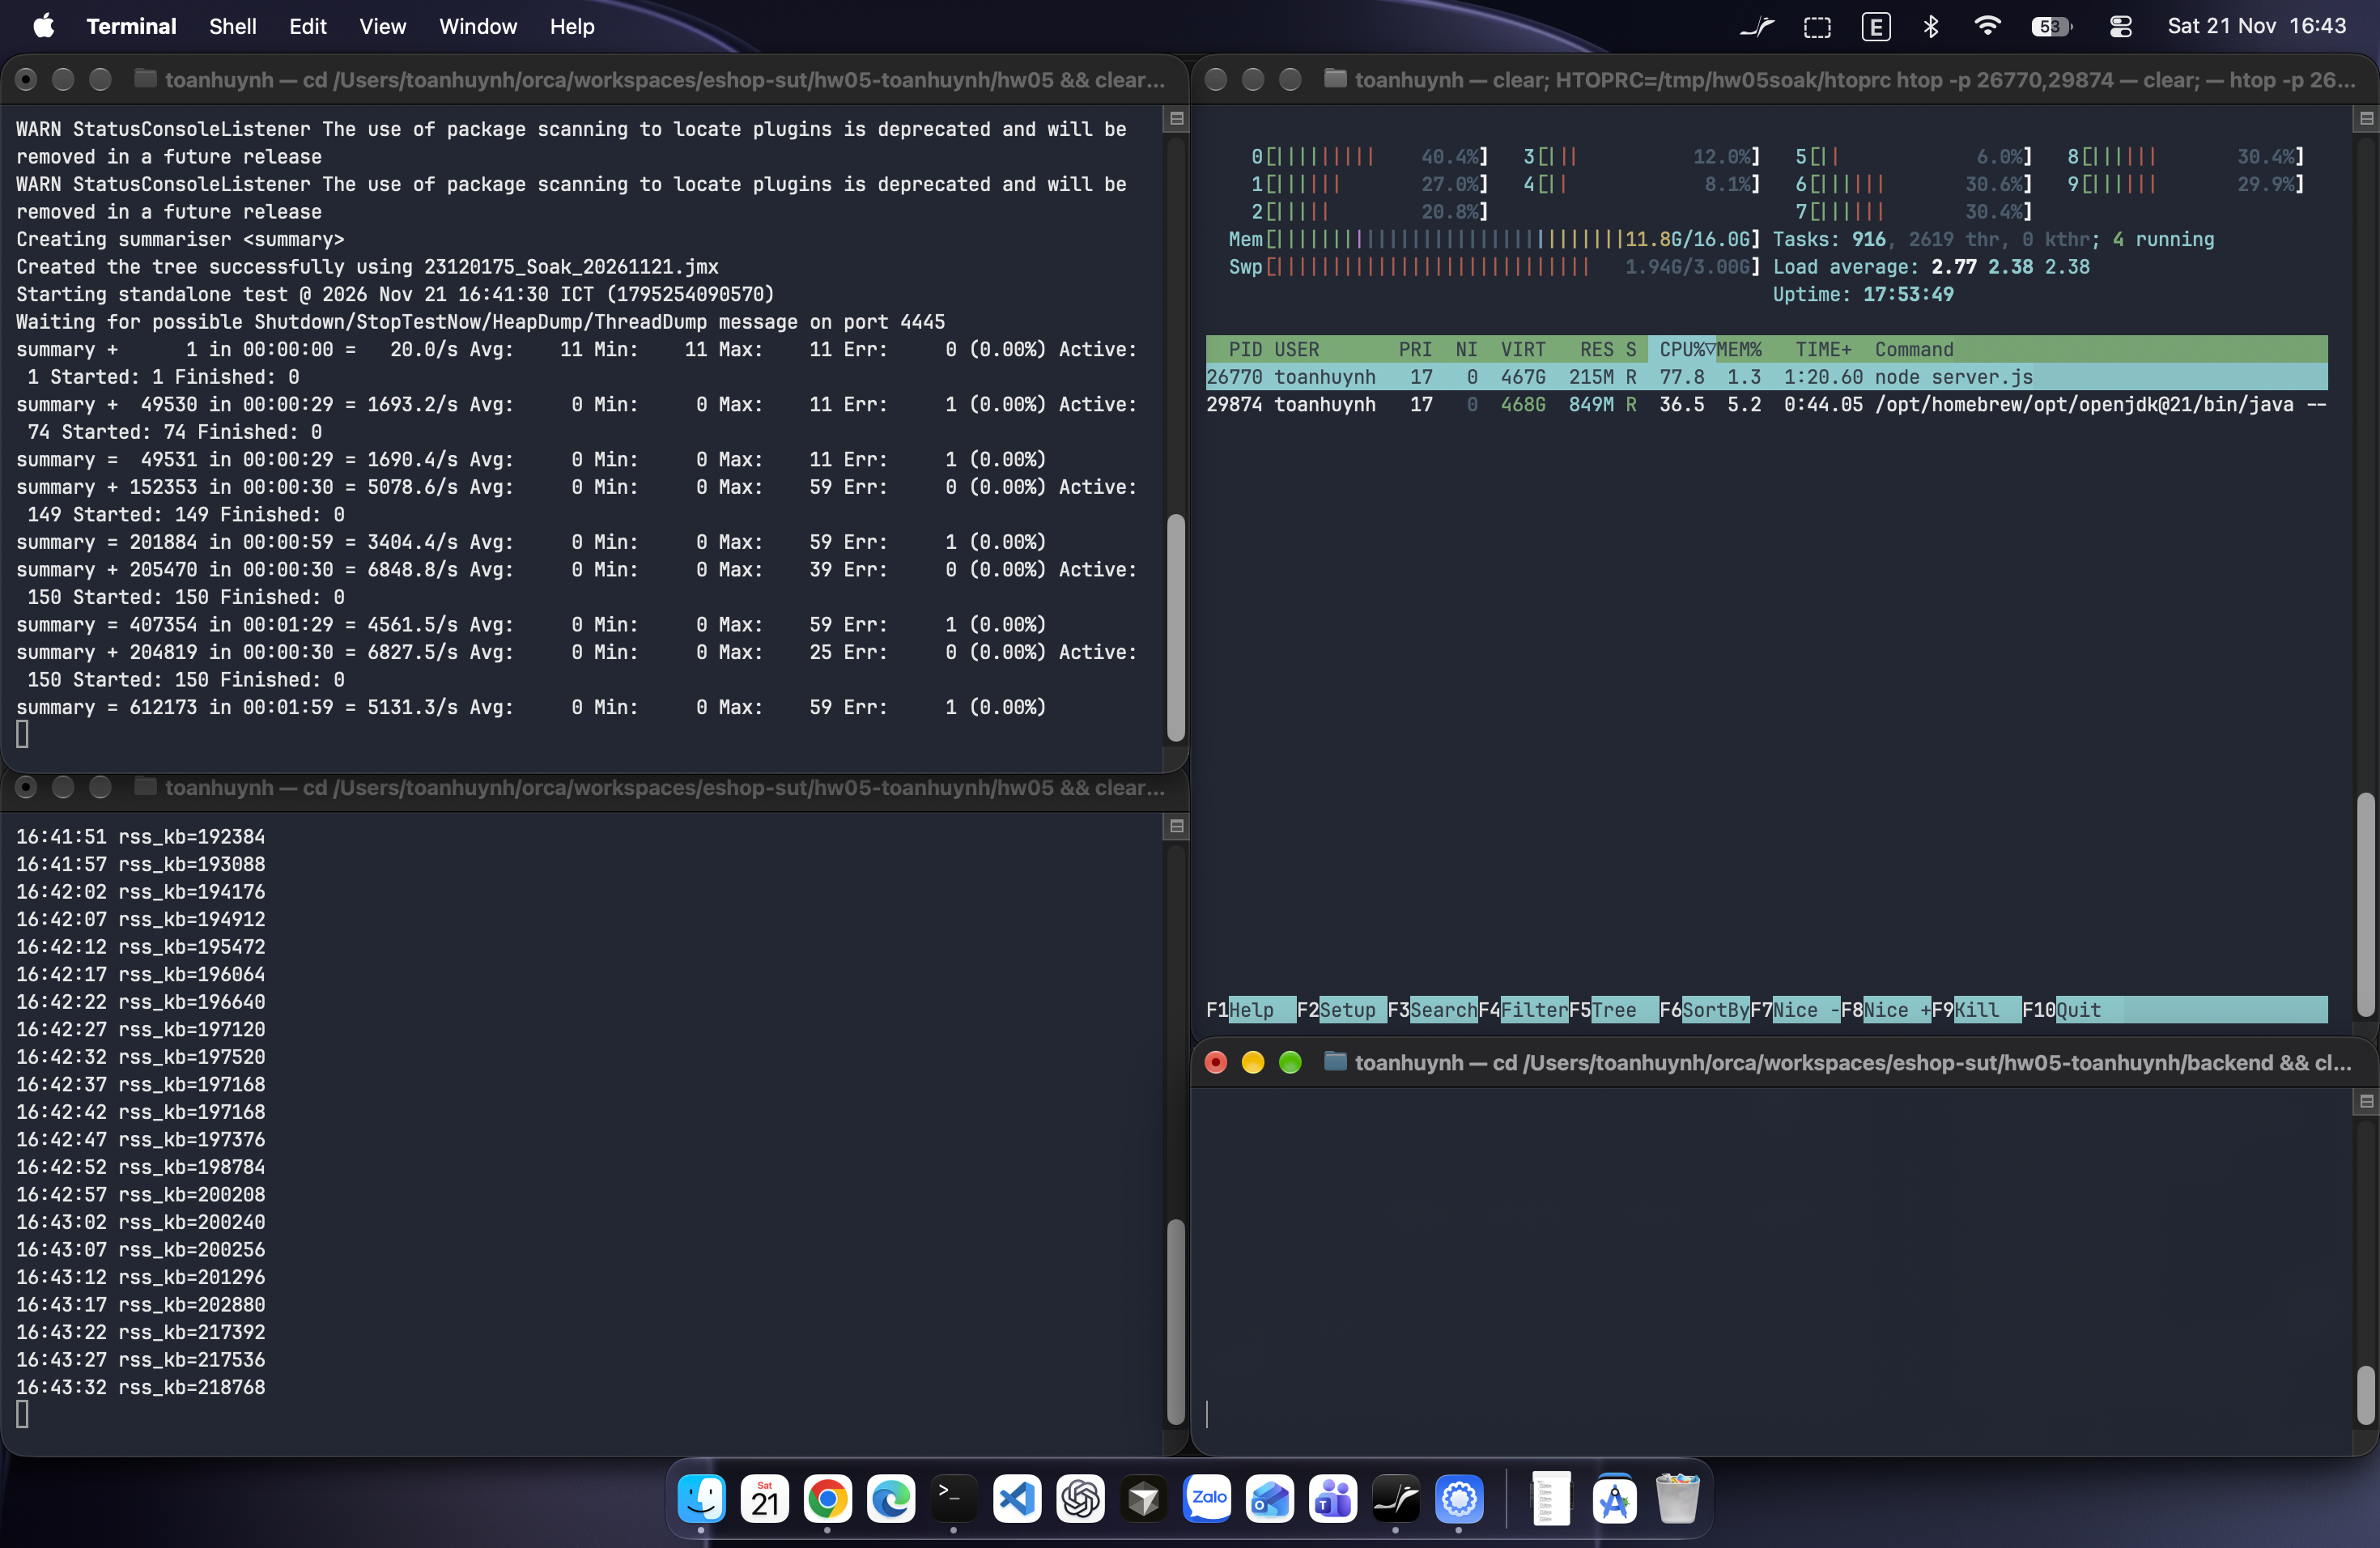 Terminal Shell Edit View Window Help E 53 Sat 21 Nov 16:43
toanhuynh — cd /Users/toanhuynh/orca/workspaces/eshop-sut/hw05-toanhuynh/hw05 && clear...
WARN StatusConsoleListener The use of package scanning to locate plugins is deprecated and will be
removed in a future release
WARN StatusConsoleListener The use of package scanning to locate plugins is deprecated and will be
removed in a future release
Creating summariser <summary>
Created the tree successfully using 23120175_Soak_20261121.jmx
Starting standalone test @ 2026 Nov 21 16:41:30 ICT (1795254090570)
Waiting for possible Shutdown/StopTestNow/HeapDump/ThreadDump message on port 4445
summary +      1 in 00:00:00 =   20.0/s Avg:    11 Min:    11 Max:    11 Err:     0 (0.00%) Active:
1 Started: 1 Finished: 0
summary +  49530 in 00:00:29 = 1693.2/s Avg:     0 Min:     0 Max:    11 Err:     1 (0.00%) Active:
74 Started: 74 Finished: 0
summary =  49531 in 00:00:29 = 1690.4/s Avg:     0 Min:     0 Max:    11 Err:     1 (0.00%)
summary + 152353 in 00:00:30 = 5078.6/s Avg:     0 Min:     0 Max:    59 Err:     0 (0.00%) Active:
149 Started: 149 Finished: 0
summary = 201884 in 00:00:59 = 3404.4/s Avg:     0 Min:     0 Max:    59 Err:     1 (0.00%)
summary + 205470 in 00:00:30 = 6848.8/s Avg:     0 Min:     0 Max:    39 Err:     0 (0.00%) Active:
150 Started: 150 Finished: 0
summary = 407354 in 00:01:29 = 4561.5/s Avg:     0 Min:     0 Max:    59 Err:     1 (0.00%)
summary + 204819 in 00:00:30 = 6827.5/s Avg:     0 Min:     0 Max:    25 Err:     0 (0.00%) Active:
150 Started: 150 Finished: 0
summary = 612173 in 00:01:59 = 5131.3/s Avg:     0 Min:     0 Max:    59 Err:     1 (0.00%)
toanhuynh — cd /Users/toanhuynh/orca/workspaces/eshop-sut/hw05-toanhuynh/hw05 && clear...
16:41:51 rss_kb=192384
16:41:57 rss_kb=193088
16:42:02 rss_kb=194176
16:42:07 rss_kb=194912
16:42:12 rss_kb=195472
16:42:17 rss_kb=196064
16:42:22 rss_kb=196640
16:42:27 rss_kb=197120
16:42:32 rss_kb=197520
16:42:37 rss_kb=197168
16:42:42 rss_kb=197168
16:42:47 rss_kb=197376
16:42:52 rss_kb=198784
16:42:57 rss_kb=200208
16:43:02 rss_kb=200240
16:43:07 rss_kb=200256
16:43:12 rss_kb=201296
16:43:17 rss_kb=202880
16:43:22 rss_kb=217392
16:43:27 rss_kb=217536
16:43:32 rss_kb=218768
toanhuynh — clear; HTOPRC=/tmp/hw05soak/htoprc htop -p 26770,29874 — clear; — htop -p 26...
0[||||||||| 40.4%] 3[||| 12.0%] 5[|| 6.0%] 8[|||||| 30.4%]
1[|||||| 27.0%] 4[|| 8.1%] 6[|||||| 30.6%] 9[|||||| 29.9%]
2[||||| 20.8%] 7[|||||| 30.4%]
Mem[|||||||||||||||||||||||||||||||11.8G/16.0G] Tasks: 916, 2619 thr, 0 kthr; 4 running
Swp[|||||||||||||||||||||||||||| 1.94G/3.00G] Load average: 2.77 2.38 2.38
Uptime: 17:53:49
PID USER PRI NI VIRT RES S CPU%▽MEM% TIME+ Command
26770 toanhuynh 17 0 467G 215M R 77.8 1.3 1:20.60 node server.js
29874 toanhuynh 17 0 468G 849M R 36.5 5.2 0:44.05 /opt/homebrew/opt/openjdk@21/bin/java --
F1Help F2Setup F3SearchF4FilterF5Tree F6SortByF7Nice -F8Nice +F9Kill F10Quit
toanhuynh — cd /Users/toanhuynh/orca/workspaces/eshop-sut/hw05-toanhuynh/backend && cl...
Sat
21
>_
Zalo
O
T